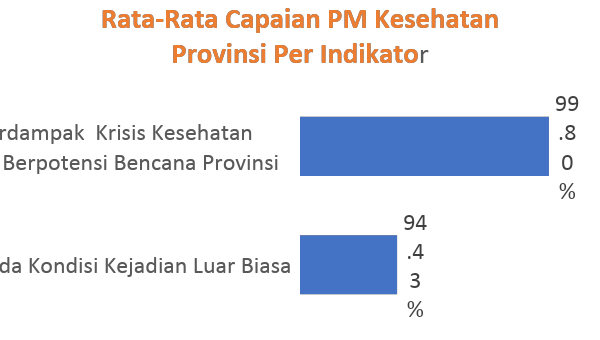 Rata-Rata Capaian PM Kesehatan
Provinsi Per Indikator
rdampak Krisis Kesehatan
Berpotensi Bencana Provinsi
99
.8
0
%
da Kondisi Kejadian Luar Biasa
94
.4
3
%